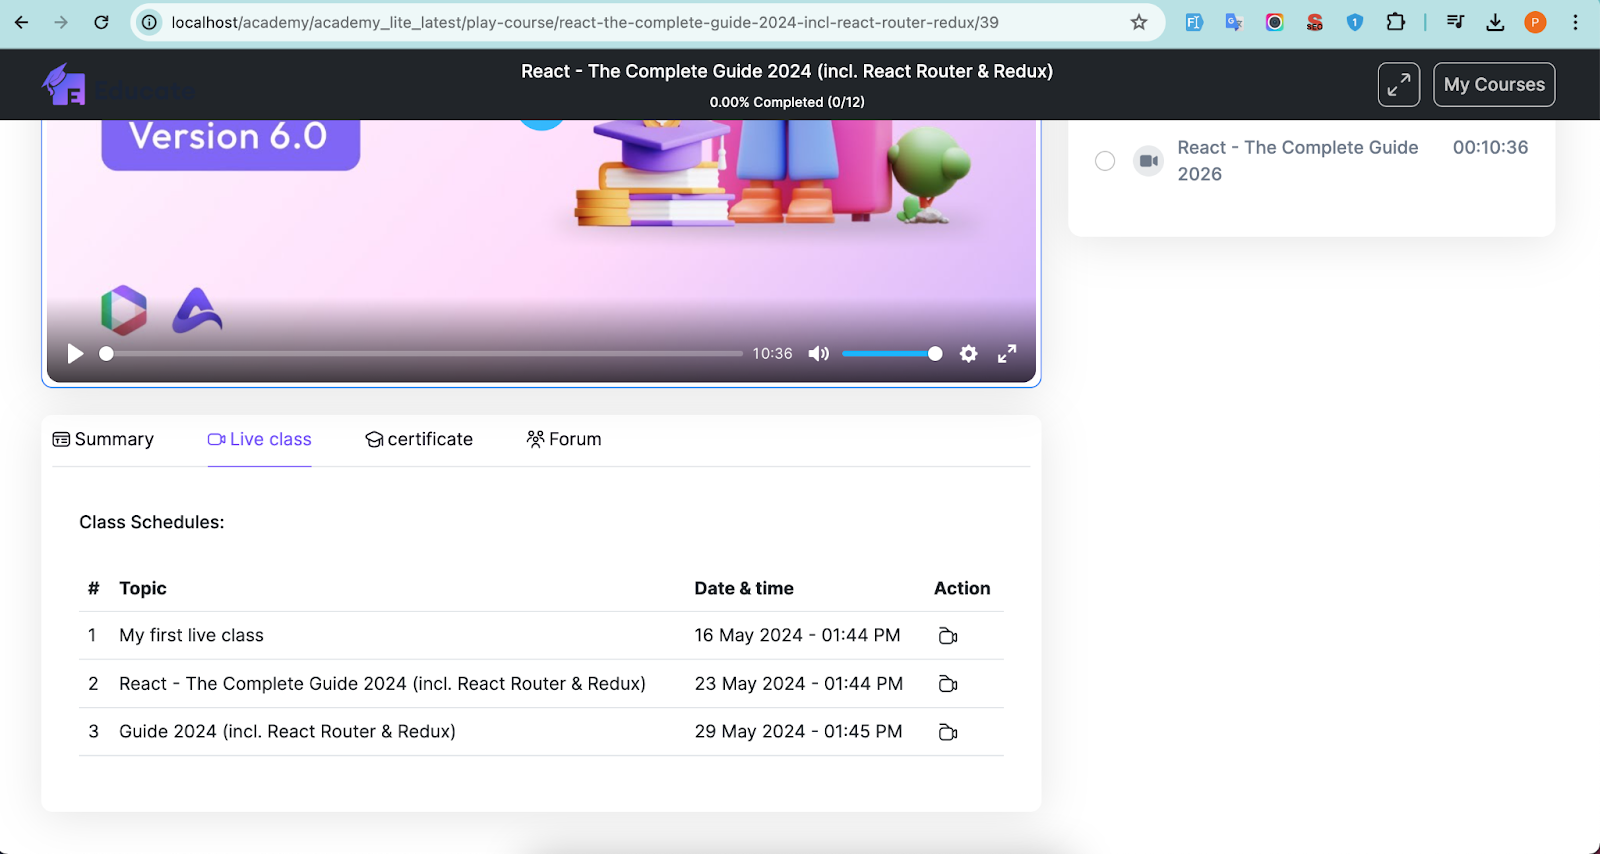 localhost/academy/academy_lite_latest/play-course/react-the-complete-guide-2024-incl-react-router-redux/39
FI
G
SEO
1
P
E
Educate
React - The Complete Guide 2024 (incl. React Router & Redux)
0.00% Completed (0/12)
My Courses
Version 6.0
React - The Complete Guide
2026
00:10:36
10:36
Summary
Live class
certificate
Forum
Class Schedules:
# Topic Date & time Action
1 My first live class 16 May 2024 - 01:44 PM
2 React - The Complete Guide 2024 (incl. React Router & Redux) 23 May 2024 - 01:44 PM
3 Guide 2024 (incl. React Router & Redux) 29 May 2024 - 01:45 PM